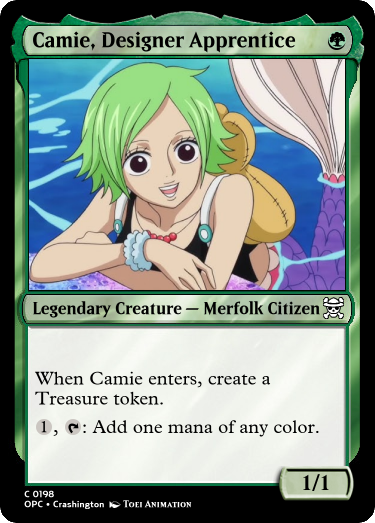 Camie, Designer Apprentice
Legendary Creature — Merfolk Citizen
When Camie enters, create a
Treasure token.
1, : Add one mana of any color.
1/1
C 0198
OPC • Crashington TOEI ANIMATION